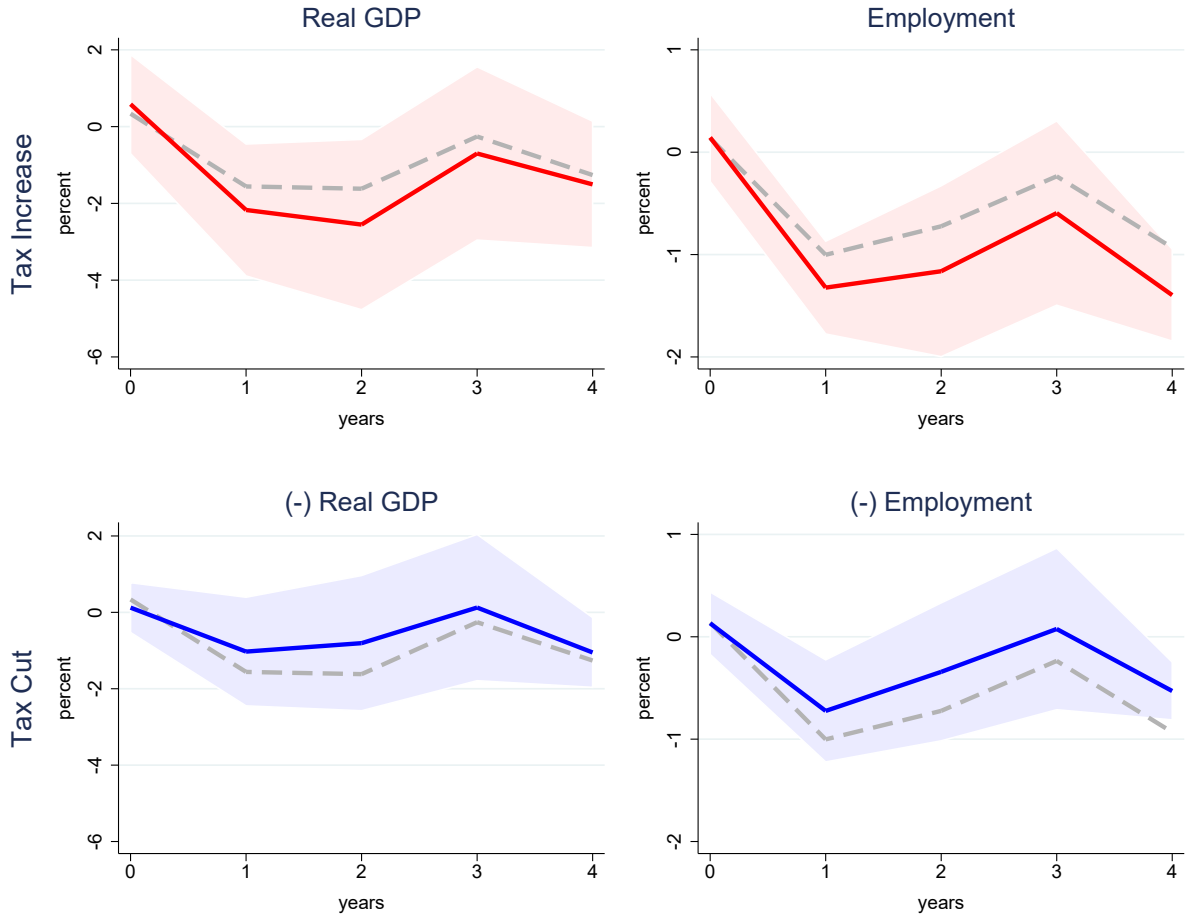 Real GDP
Employment
Tax Increase
percent
2
0
-2
-4
-6
0 1 2 3 4
years
percent
1
0
-1
-2
0 1 2 3 4
years
(-) Real GDP
(-) Employment
Tax Cut
percent
2
0
-2
-4
-6
0 1 2 3 4
years
percent
1
0
-1
-2
0 1 2 3 4
years